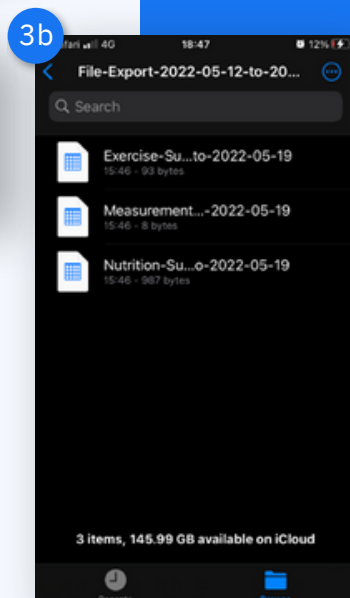 3b
fari 4G 18:47 12%
File-Export-2022-05-12-to-20...
Search
Exercise-Su...to-2022-05-19
15:46 - 93 bytes
Measurement...-2022-05-19
15:46 - 8 bytes
Nutrition-Su...o-2022-05-19
15:46 - 987 bytes
3 items, 145.99 GB available on iCloud